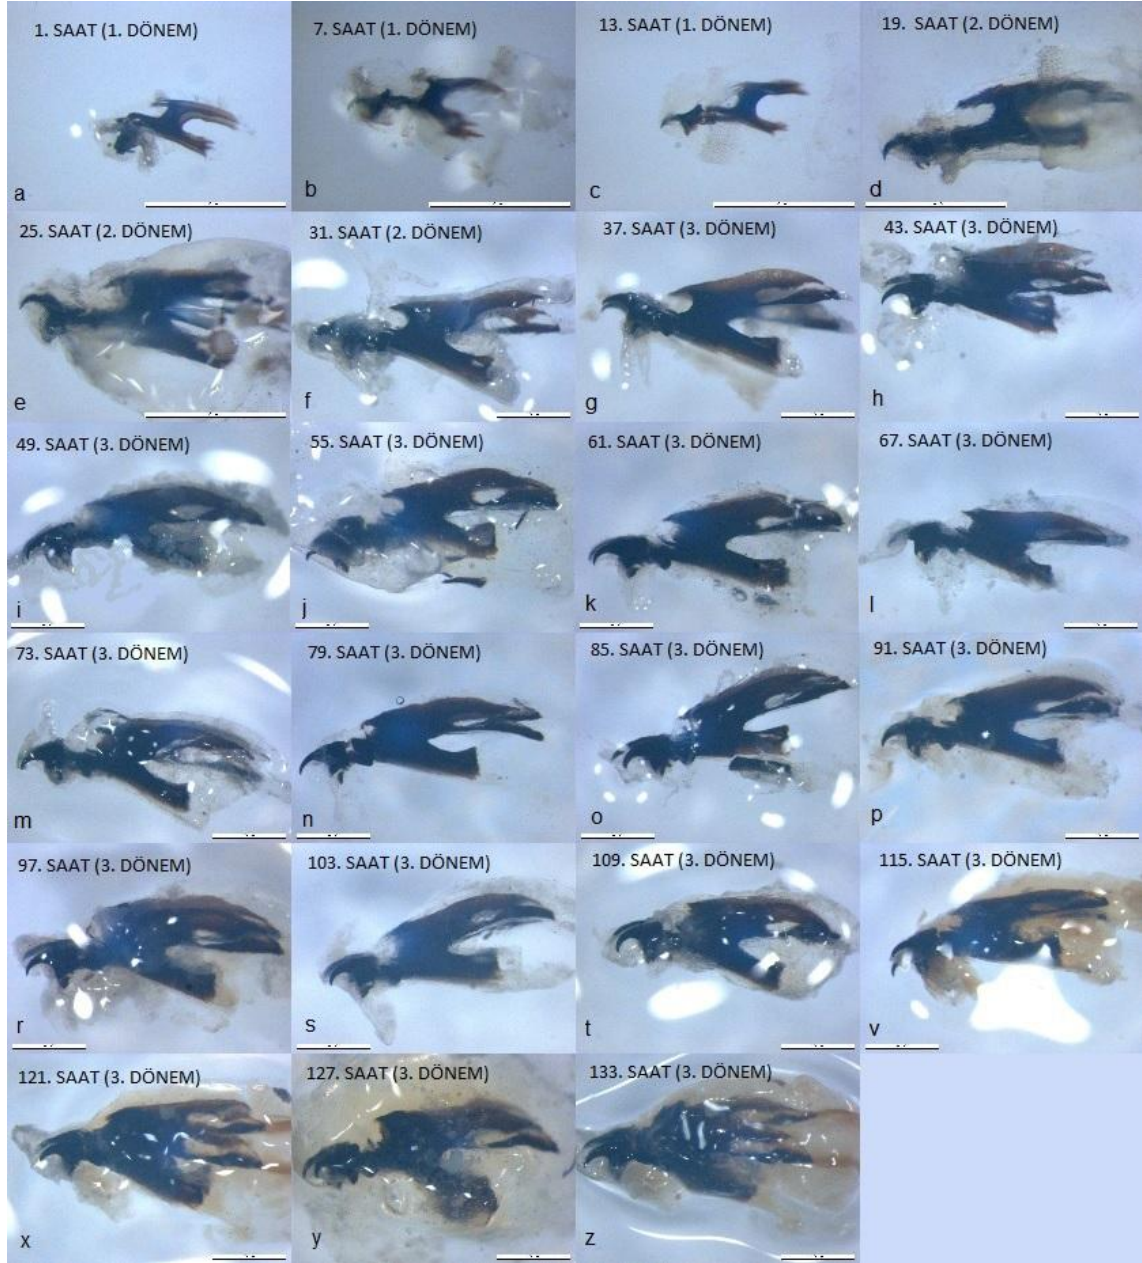 1. SAAT (1. DÖNEM)
a
7. SAAT (1. DÖNEM)
b
13. SAAT (1. DÖNEM)
c
19. SAAT (2. DÖNEM)
d
25. SAAT (2. DÖNEM)
e
31. SAAT (2. DÖNEM)
f
37. SAAT (3. DÖNEM)
g
43. SAAT (3. DÖNEM)
h
49. SAAT (3. DÖNEM)
i
55. SAAT (3. DÖNEM)
j
61. SAAT (3. DÖNEM)
k
67. SAAT (3. DÖNEM)
l
73. SAAT (3. DÖNEM)
m
79. SAAT (3. DÖNEM)
n
85. SAAT (3. DÖNEM)
o
91. SAAT (3. DÖNEM)
p
97. SAAT (3. DÖNEM)
r
103. SAAT (3. DÖNEM)
s
109. SAAT (3. DÖNEM)
t
115. SAAT (3. DÖNEM)
v
121. SAAT (3. DÖNEM)
x
127. SAAT (3. DÖNEM)
y
133. SAAT (3. DÖNEM)
z